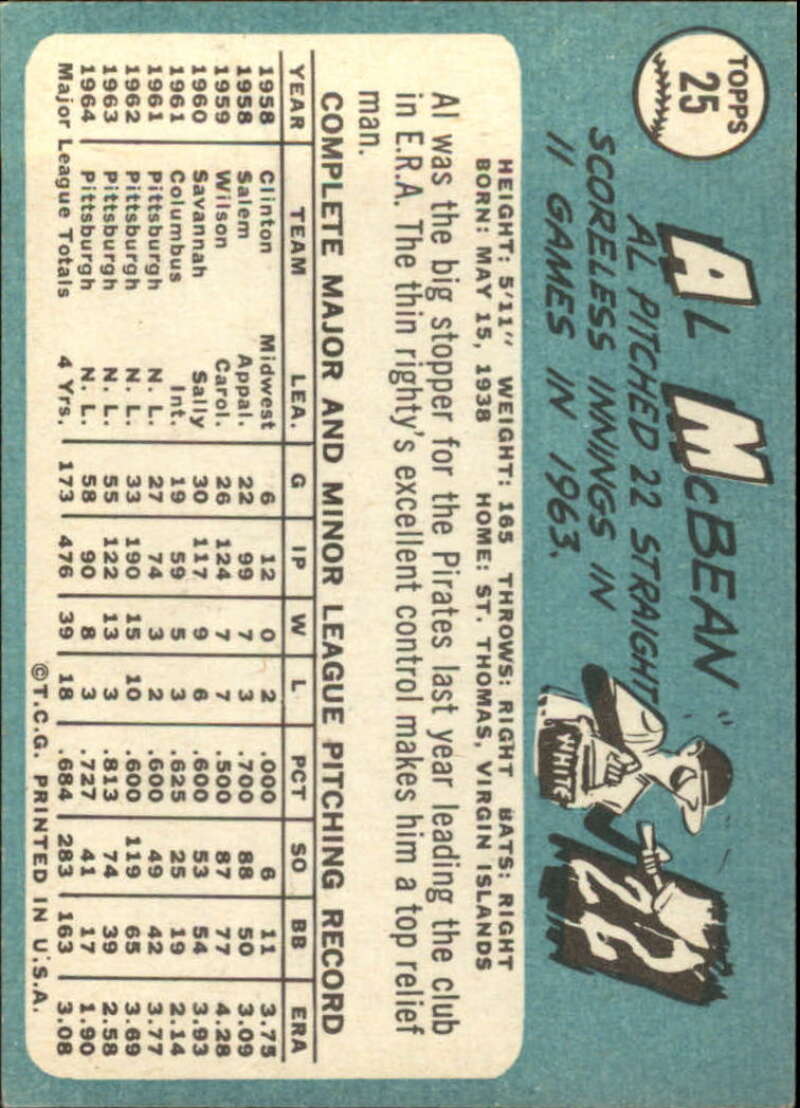 TOPPS
25
AL McBEAN
AL PITCHED 22 STRAIGHT
SCORELESS INNINGS IN
11 GAMES IN 1963.
WHITE
22
HEIGHT: 5'11" WEIGHT: 165 THROWS: RIGHT BATS: RIGHT
BORN: MAY 15, 1938 HOME: ST. THOMAS, VIRGIN ISLANDS
Al was the big stopper for the Pirates last year leading the club
in E.R.A. The thin righty's excellent control makes him a top relief
man.
COMPLETE MAJOR AND MINOR LEAGUE PITCHING RECORD
YEAR TEAM LEA. G IP W L PCT SO BB ERA
1958 Clinton Midwest 6 12 0 2 .000 6 11 3.75
1958 Salem Appal. 22 99 7 3 .700 88 50 3.09
1959 Wilson Carol. 26 124 7 7 .500 87 77 4.28
1960 Savannah Sally 30 117 9 6 .600 53 54 3.93
1961 Columbus Int. 19 59 5 3 .625 25 19 2.14
1961 Pittsburgh N. L. 27 74 3 2 .600 49 42 3.77
1962 Pittsburgh N. L. 33 190 15 10 .600 119 65 3.69
1963 Pittsburgh N. L. 55 122 13 3 .813 74 39 2.58
1964 Pittsburgh N. L. 58 90 8 3 .727 41 17 1.90
Major League Totals 4 Yrs. 173 476 39 18 .684 283 163 3.08
©T.C.G. PRINTED IN U.S.A.